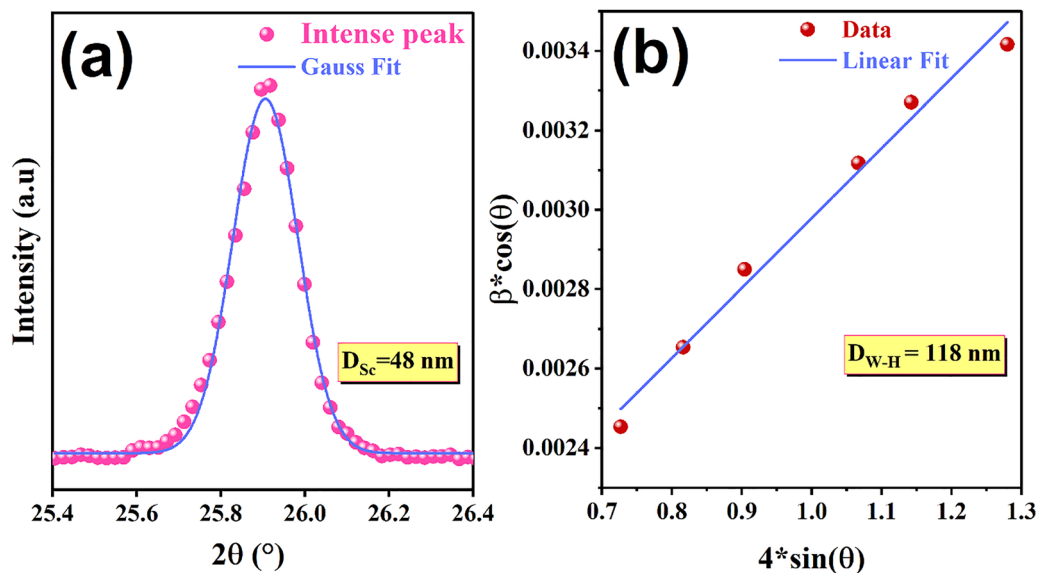 (a)
Intense peak
Gauss Fit
Intensity (a.u)
D_Sc=48 nm
25.4 25.6 25.8 26.0 26.2 26.4
2θ (°)
(b)
Data
Linear Fit
β*cos(θ)
0.0034
0.0032
0.0030
0.0028
0.0026
0.0024
D_W-H = 118 nm
0.7 0.8 0.9 1.0 1.1 1.2 1.3
4*sin(θ)